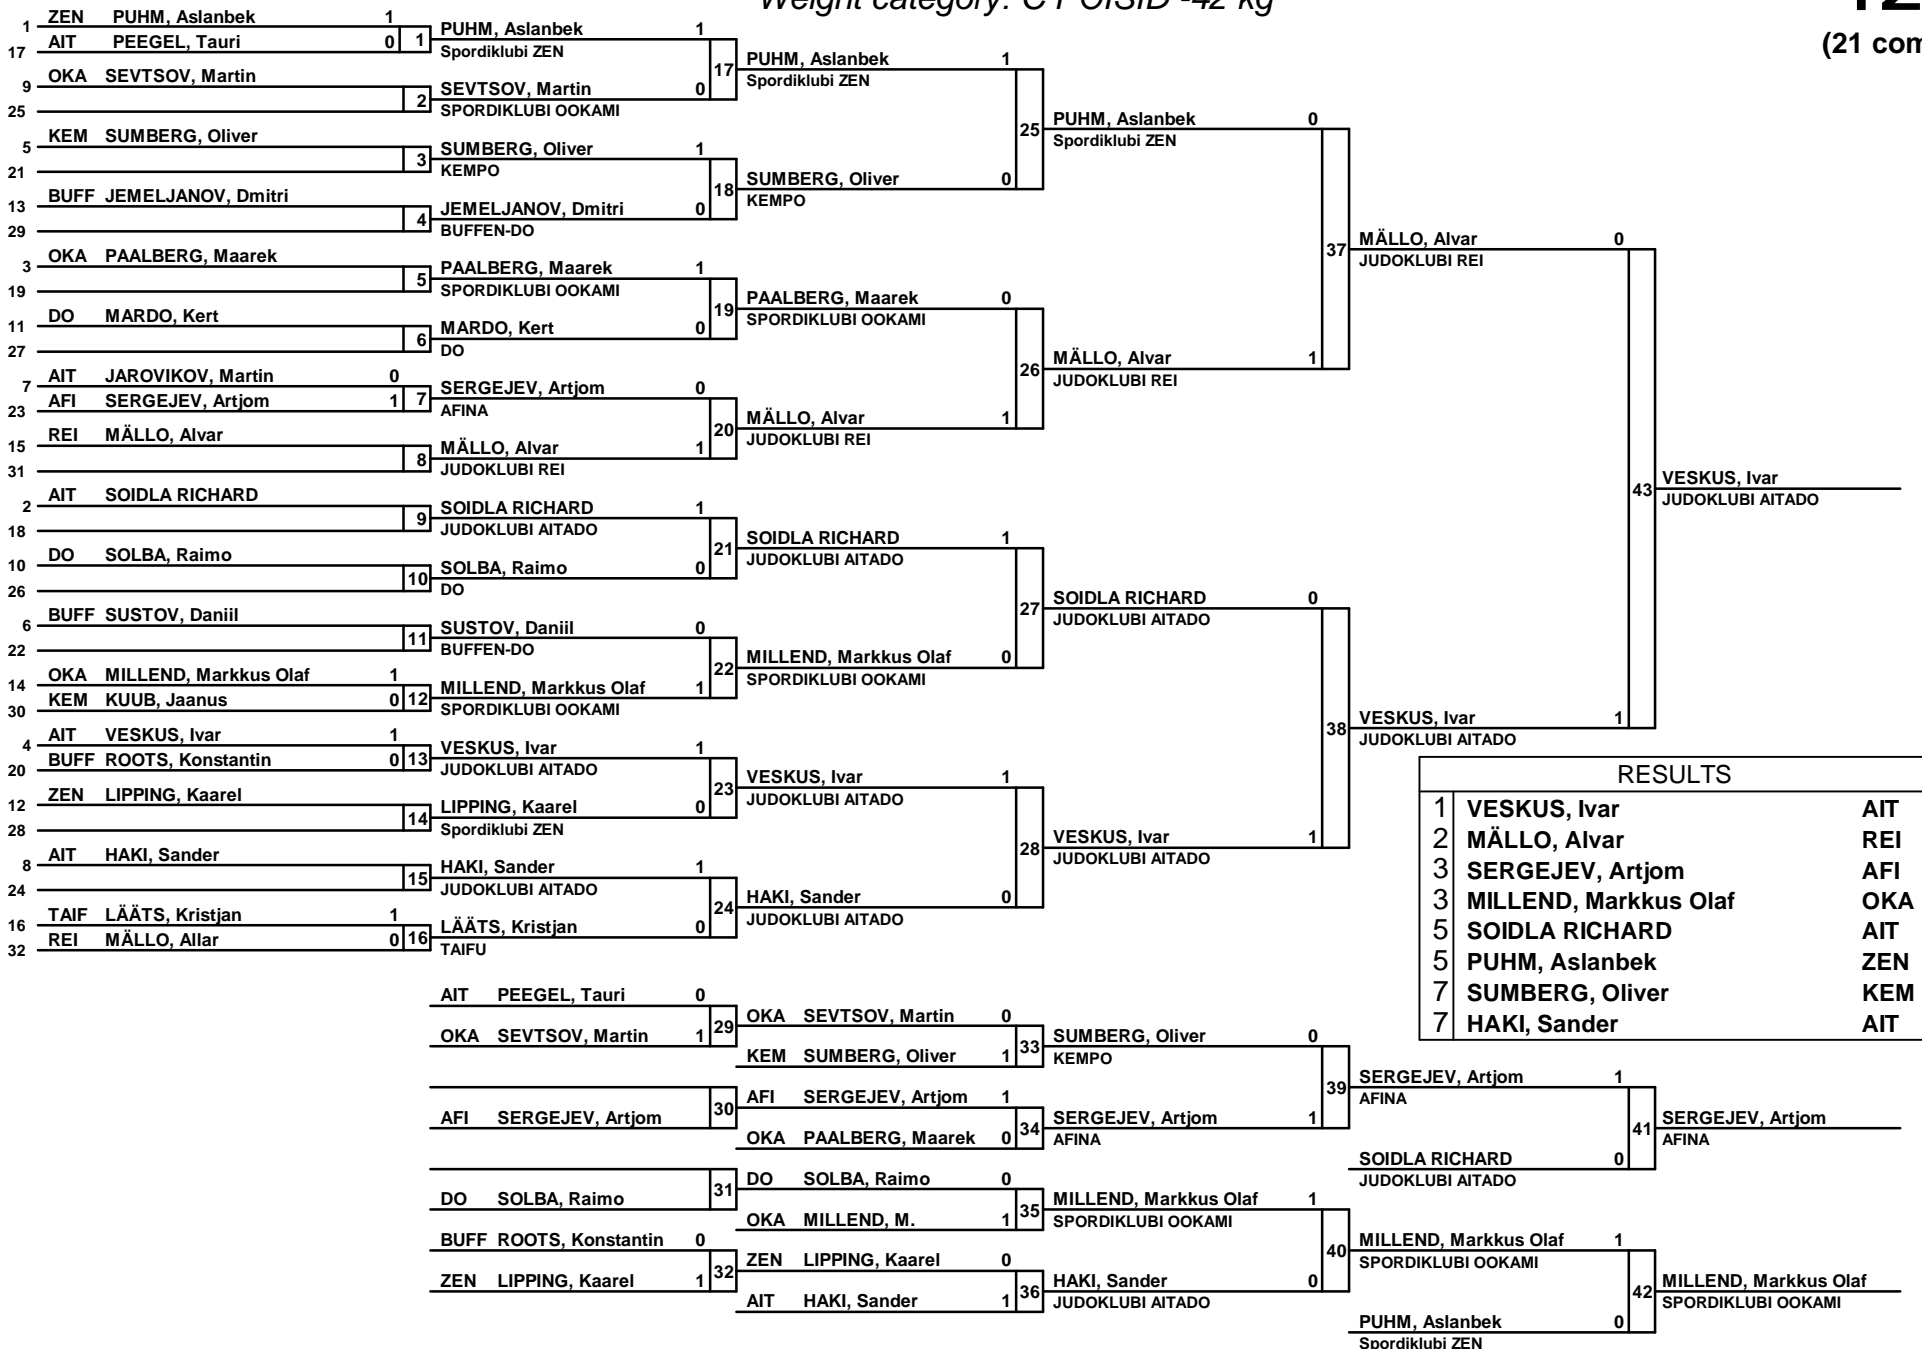 Weight category: C1 U15ID -42 kg
(21 com
1 ZEN PUHM, Aslanbek 1
17 AIT PEEGEL, Tauri 0 1
PUHM, Aslanbek 1
Spordiklubi ZEN
9 OKA SEVTSOV, Martin
25
2 SEVTSOV, Martin 0
SPORDIKLUBI OOKAMI
17 PUHM, Aslanbek 1
Spordiklubi ZEN
5 KEM SUMBERG, Oliver
21
3 SUMBERG, Oliver 1
KEMPO
13 BUFF JEMELJANOV, Dmitri
29
4 JEMELJANOV, Dmitri 0
BUFFEN-DO
18 SUMBERG, Oliver 0
KEMPO
25 PUHM, Aslanbek 0
Spordiklubi ZEN
3 OKA PAALBERG, Maarek
19
5 PAALBERG, Maarek 1
SPORDIKLUBI OOKAMI
11 DO MARDO, Kert
27
6 MARDO, Kert 0
DO
19 PAALBERG, Maarek 0
SPORDIKLUBI OOKAMI
7 AIT JAROVIKOV, Martin 0
23 AFI SERGEJEV, Artjom 1 7
SERGEJEV, Artjom 0
AFINA
15 REI MÄLLO, Alvar
31
8 MÄLLO, Alvar 1
JUDOKLUBI REI
20 MÄLLO, Alvar 1
JUDOKLUBI REI
26 MÄLLO, Alvar 1
JUDOKLUBI REI
37 MÄLLO, Alvar 0
JUDOKLUBI REI
2 AIT SOIDLA RICHARD
18
9 SOIDLA RICHARD 1
JUDOKLUBI AITADO
10 DO SOLBA, Raimo
26
10 SOLBA, Raimo 0
DO
21 SOIDLA RICHARD 1
JUDOKLUBI AITADO
6 BUFF SUSTOV, Daniil
22
11 SUSTOV, Daniil 0
BUFFEN-DO
14 OKA MILLEND, Markkus Olaf 1
30 KEM KUUB, Jaanus 0 12
MILLEND, Markkus Olaf 1
SPORDIKLUBI OOKAMI
22 MILLEND, Markkus Olaf 0
SPORDIKLUBI OOKAMI
27 SOIDLA RICHARD 0
JUDOKLUBI AITADO
4 AIT VESKUS, Ivar 1
20 BUFF ROOTS, Konstantin 0 13
VESKUS, Ivar 1
JUDOKLUBI AITADO
12 ZEN LIPPING, Kaarel
28
14 LIPPING, Kaarel 0
Spordiklubi ZEN
23 VESKUS, Ivar 1
JUDOKLUBI AITADO
8 AIT HAKI, Sander
24
15 HAKI, Sander 1
JUDOKLUBI AITADO
16 TAIF LÄÄTS, Kristjan 1
32 REI MÄLLO, Allar 0 16
LÄÄTS, Kristjan 0
TAIFU
24 HAKI, Sander 0
JUDOKLUBI AITADO
28 VESKUS, Ivar 1
JUDOKLUBI AITADO
38 VESKUS, Ivar 1
JUDOKLUBI AITADO
43 VESKUS, Ivar
JUDOKLUBI AITADO
RESULTS
1 VESKUS, Ivar AIT
2 MÄLLO, Alvar REI
3 SERGEJEV, Artjom AFI
3 MILLEND, Markkus Olaf OKA
5 SOIDLA RICHARD AIT
5 PUHM, Aslanbek ZEN
7 SUMBERG, Oliver KEM
7 HAKI, Sander AIT
AIT PEEGEL, Tauri 0
OKA SEVTSOV, Martin 1 29
OKA SEVTSOV, Martin 0
KEM SUMBERG, Oliver 1 33
SUMBERG, Oliver 0
KEMPO
AFI SERGEJEV, Artjom 30
AFI SERGEJEV, Artjom 1
OKA PAALBERG, Maarek 0 34
SERGEJEV, Artjom 1
AFINA
39 SERGEJEV, Artjom 1
AFINA
SOIDLA RICHARD 0
JUDOKLUBI AITADO
41 SERGEJEV, Artjom
AFINA
DO SOLBA, Raimo 31
DO SOLBA, Raimo 0
OKA MILLEND, M. 1 35
MILLEND, Markkus Olaf 1
SPORDIKLUBI OOKAMI
BUFF ROOTS, Konstantin 0
ZEN LIPPING, Kaarel 1 32
ZEN LIPPING, Kaarel 0
AIT HAKI, Sander 1 36
HAKI, Sander 0
JUDOKLUBI AITADO
40 MILLEND, Markkus Olaf 1
SPORDIKLUBI OOKAMI
PUHM, Aslanbek 0
Spordiklubi ZEN
42 MILLEND, Markkus Olaf
SPORDIKLUBI OOKAMI